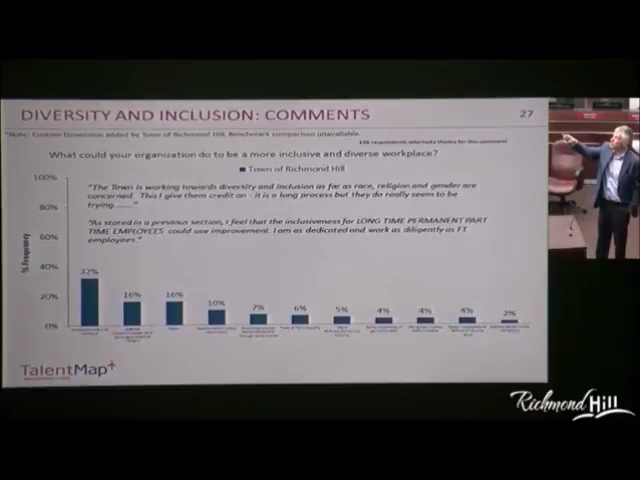 DIVERSITY AND INCLUSION: COMMENTS
27
*Note: Custom Dimension added by Town of Richmond Hill. Benchmark comparison unavailable.
respondents selected a theme for this comment
What could your organization do to be a more inclusive and diverse workplace?
Town of Richmond Hill
"The Town is working towards diversity and inclusion as far as race, religion and gender are
concerned. This I give them credit on - it is a long process but they do really seem to be
trying......."
"As stated in a previous section, I feel that the inclusiveness for LONG TIME PERMANENT PART
TIME EMPLOYEES could use improvement. I am as dedicated and work as diligently as FT
employees."
% Frequency
100%
80%
60%
40%
20%
0%
32%
16%
16%
10%
7%
6%
5%
4%
4%
4%
2%
TalentMap+
Richmond Hill